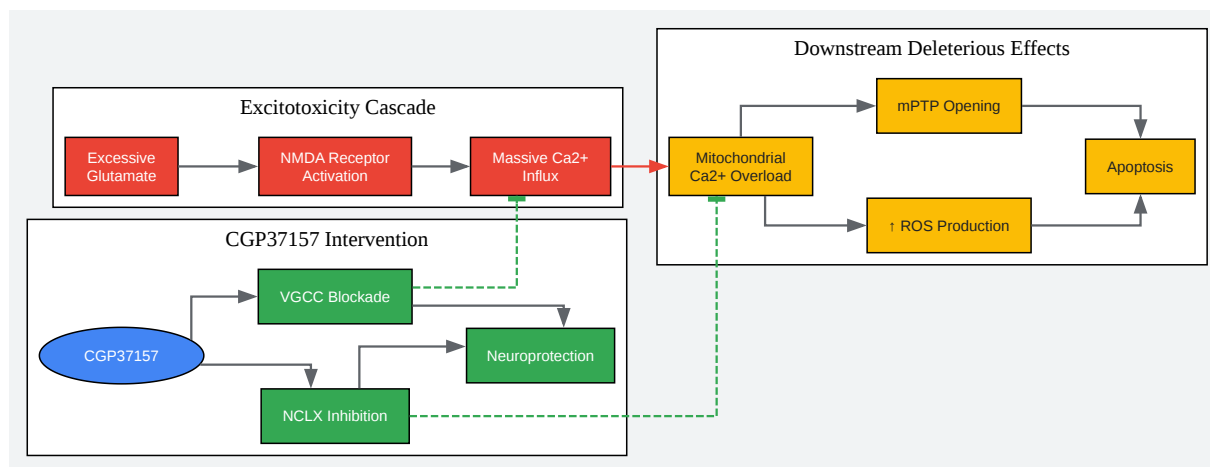 Excitotoxicity Cascade
Excessive
Glutamate
NMDA Receptor
Activation
Massive Ca2+
Influx
Downstream Deleterious Effects
Mitochondrial
Ca2+ Overload
mPTP Opening
↑ ROS Production
Apoptosis
CGP37157 Intervention
CGP37157
VGCC Blockade
NCLX Inhibition
Neuroprotection